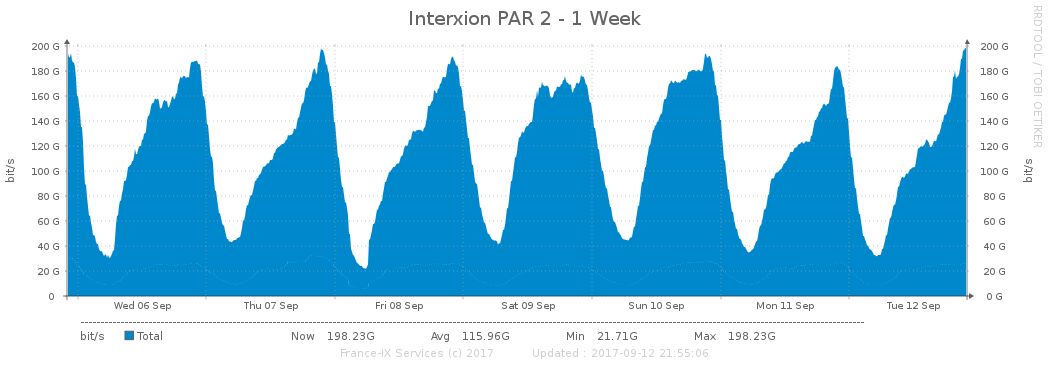 Interxion PAR 2 - 1 Week
RRDTOOL / TOBI OETIKER
200 G 200 G
180 G 180 G
160 G 160 G
140 G 140 G
120 G 120 G
100 G 100 G
80 G 80 G
60 G 60 G
40 G 40 G
20 G 20 G
0 0 G
bit/s
bit/s
Wed 06 Sep Thu 07 Sep Fri 08 Sep Sat 09 Sep Sun 10 Sep Mon 11 Sep Tue 12 Sep
bit/s Total Now 198.23G Avg 115.96G Min 21.71G Max 198.23G
France-IX Services (c) 2017 Updated : 2017-09-12 21:55:06